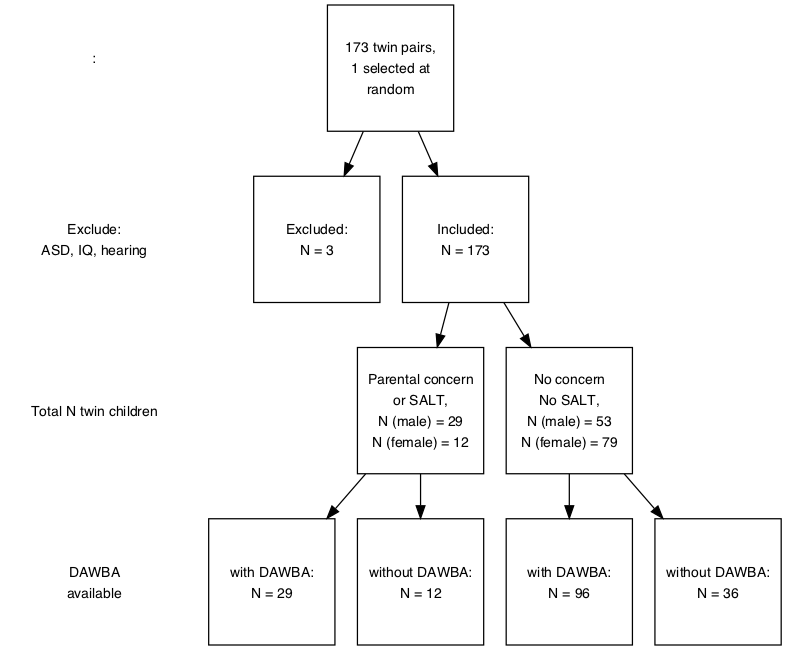 :
173 twin pairs,
1 selected at
random
Exclude:
ASD, IQ, hearing
Excluded:
N = 3
Included:
N = 173
Total N twin children
Parental concern
or SALT,
N (male) = 29
N (female) = 12
No concern
No SALT,
N (male) = 53
N (female) = 79
DAWBA
available
with DAWBA:
N = 29
without DAWBA:
N = 12
with DAWBA:
N = 96
without DAWBA:
N = 36